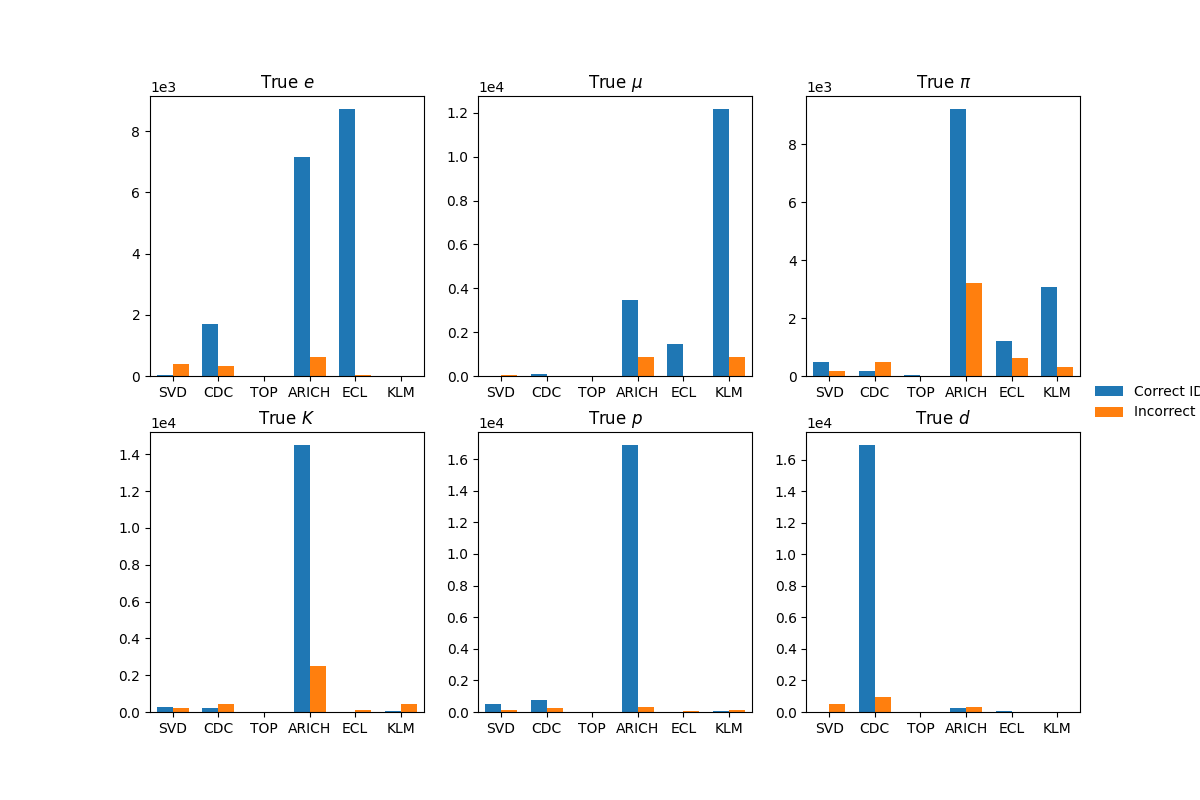 True e
1e3
8
6
4
2
0
SVD CDC TOP ARICH ECL KLM
True μ
1e4
1.2
1.0
0.8
0.6
0.4
0.2
0.0
SVD CDC TOP ARICH ECL KLM
True π
1e3
8
6
4
2
0
SVD CDC TOP ARICH ECL KLM
Correct ID
Incorrect
True K
1e4
1.4
1.2
1.0
0.8
0.6
0.4
0.2
0.0
SVD CDC TOP ARICH ECL KLM
True p
1e4
1.6
1.4
1.2
1.0
0.8
0.6
0.4
0.2
0.0
SVD CDC TOP ARICH ECL KLM
True d
1e4
1.6
1.4
1.2
1.0
0.8
0.6
0.4
0.2
0.0
SVD CDC TOP ARICH ECL KLM